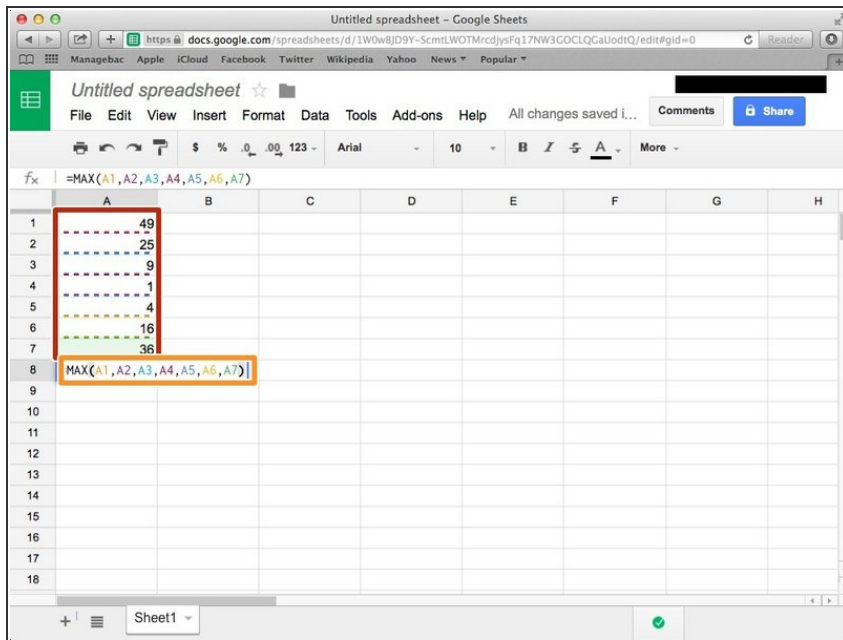 Untitled spreadsheet – Google Sheets
https docs.google.com/spreadsheets/d/1W0wBJD9Y-ScmtLWOTMrcdjysFq17NW3GOCLQGaUodtQ/edit#gid=0 Reader
Managebac Apple iCloud Facebook Twitter Wikipedia Yahoo News Popular
Untitled spreadsheet
File Edit View Insert Format Data Tools Add-ons Help All changes saved i... Comments Share
$ % .0 .00 123 Arial 10 B I S A More
fx =MAX(A1,A2,A3,A4,A5,A6,A7)
A B C D E F G H
1 49
2 25
3 9
4 1
5 4
6 16
7 36
8 MAX(A1,A2,A3,A4,A5,A6,A7)
9
10
11
12
13
14
15
16
17
18
+ Sheet1